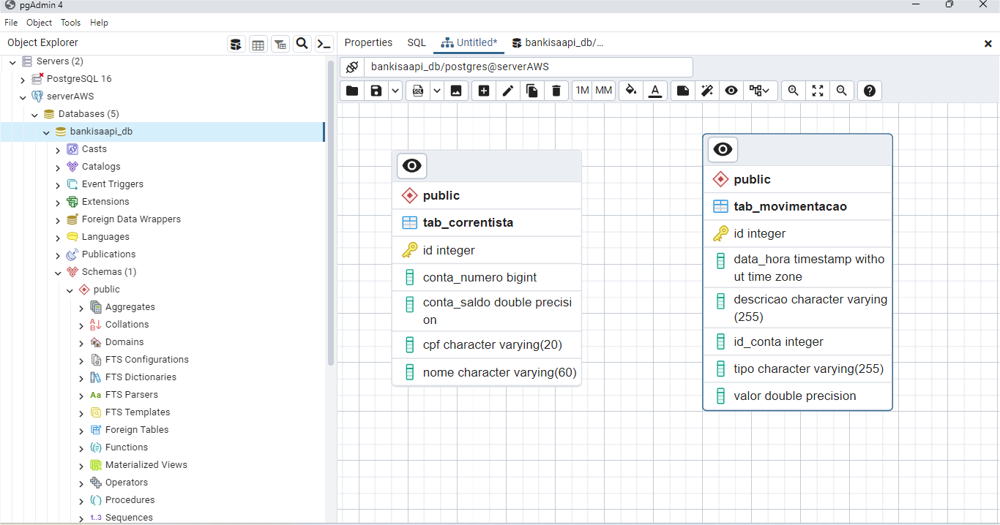 pgAdmin 4
File Object Tools Help
Object Explorer
Properties SQL Untitled* bankisaapi_db/...
bankisaapi_db/postgres@serverAWS
SQL 1M MM A
Servers (2)
PostgreSQL 16
serverAWS
Databases (5)
bankisaapi_db
Casts
Catalogs
Event Triggers
Extensions
Foreign Data Wrappers
Languages
Publications
Schemas (1)
public
Aggregates
Collations
Domains
FTS Configurations
FTS Dictionaries
Aa FTS Parsers
FTS Templates
Foreign Tables
Functions
Materialized Views
Operators
Procedures
1..3 Sequences
public
tab_correntista
id integer
conta_numero bigint
conta_saldo double precisi
on
cpf character varying(20)
nome character varying(60)
public
tab_movimentacao
id integer
data_hora timestamp witho
ut time zone
descricao character varying
(255)
id_conta integer
tipo character varying(255)
valor double precision